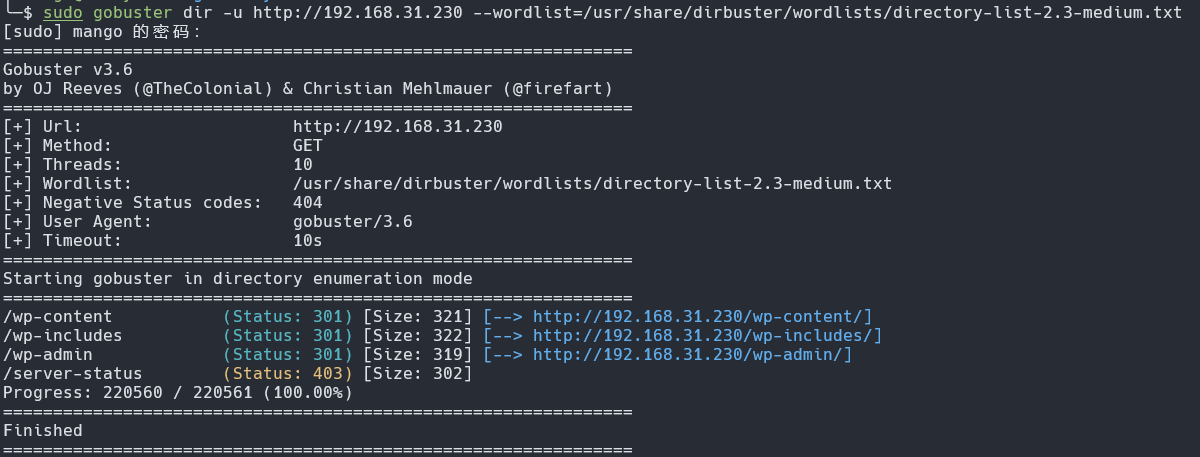 └─$ sudo gobuster dir -u http://192.168.31.230 --wordlist=/usr/share/dirbuster/wordlists/directory-list-2.3-medium.txt
[sudo] mango 的密码：
===============================================================
Gobuster v3.6
by OJ Reeves (@TheColonial) & Christian Mehlmauer (@firefart)
===============================================================
[+] Url:                     http://192.168.31.230
[+] Method:                  GET
[+] Threads:                 10
[+] Wordlist:                /usr/share/dirbuster/wordlists/directory-list-2.3-medium.txt
[+] Negative Status codes:   404
[+] User Agent:              gobuster/3.6
[+] Timeout:                 10s
===============================================================
Starting gobuster in directory enumeration mode
===============================================================
/wp-content           (Status: 301) [Size: 321] [--> http://192.168.31.230/wp-content/]
/wp-includes          (Status: 301) [Size: 322] [--> http://192.168.31.230/wp-includes/]
/wp-admin             (Status: 301) [Size: 319] [--> http://192.168.31.230/wp-admin/]
/server-status        (Status: 403) [Size: 302]
Progress: 220560 / 220561 (100.00%)
===============================================================
Finished
===============================================================